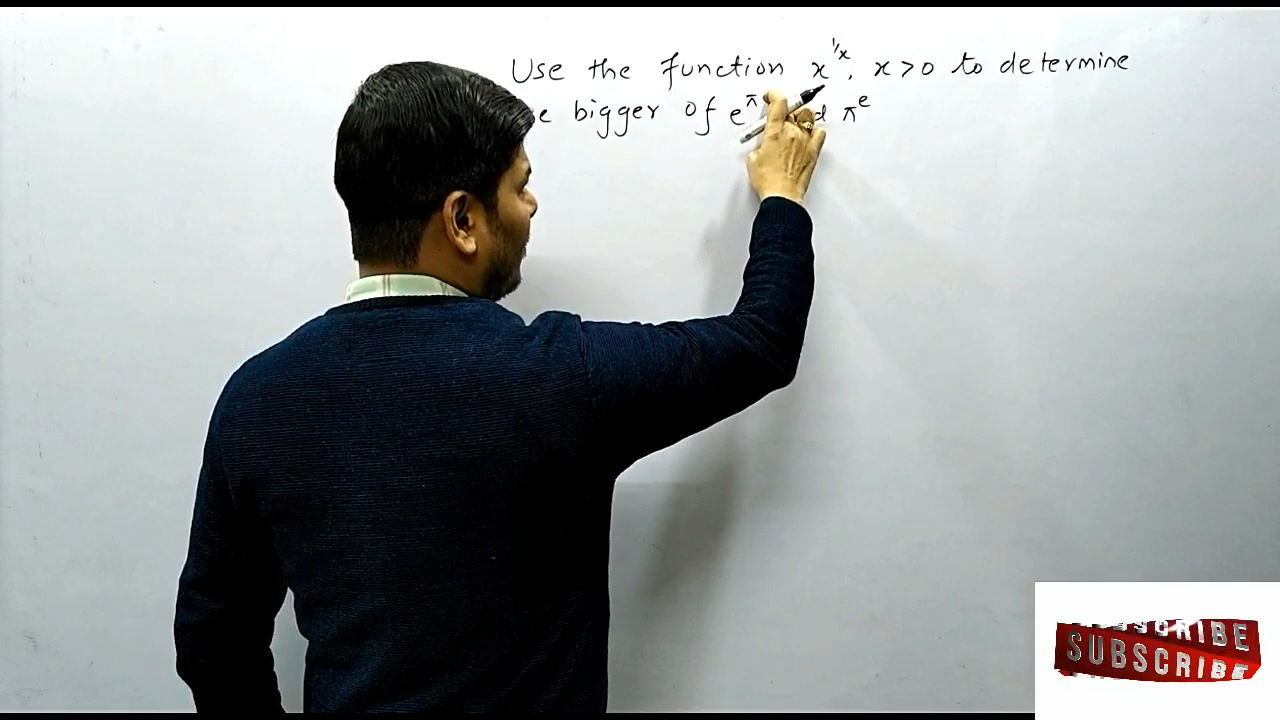 Use the function x^{1/x}, x>0 to determine
bigger of e^π π^e
SUBSCRIBE